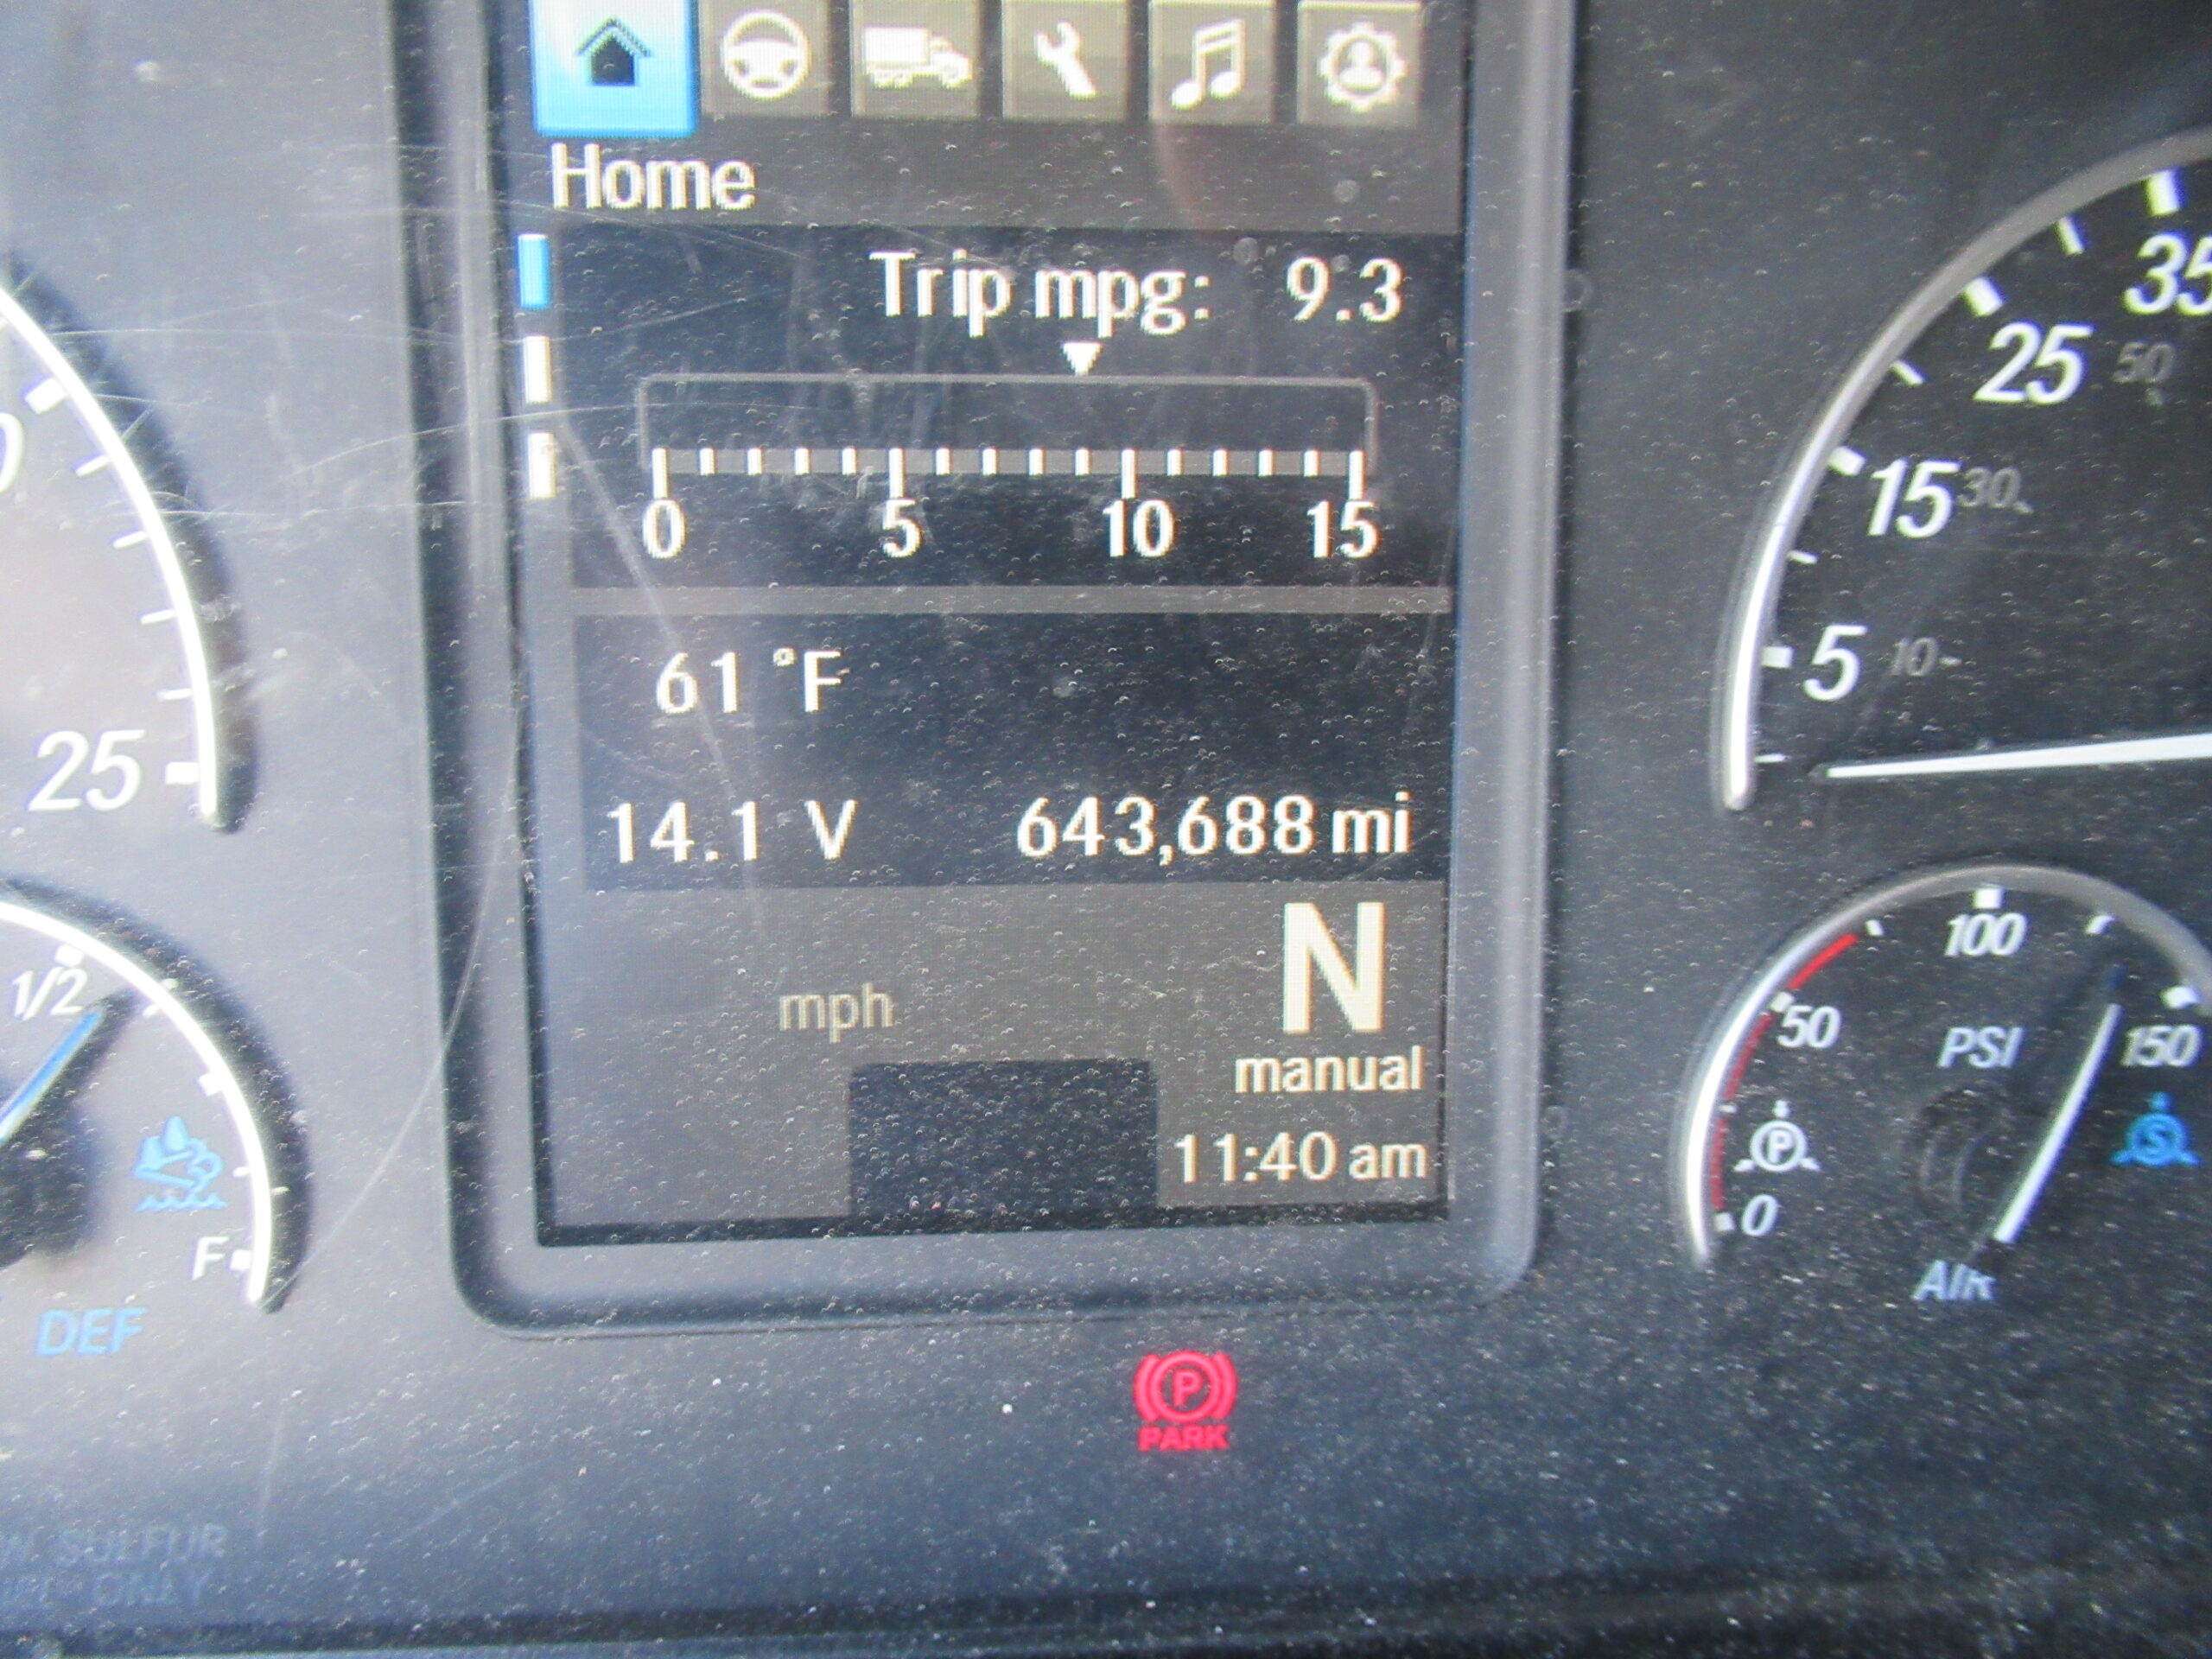 Home
Trip mpg: 9.3
0 5 10 15
61 °F
14.1 V 643,688 mi
mph
N
manual
11:40 am
PARK
25
1/2
F
DEF
SULFUR
ONLY
35
25 50
15 30
5 10
100
50 PSI 150
P
S
0
AIR